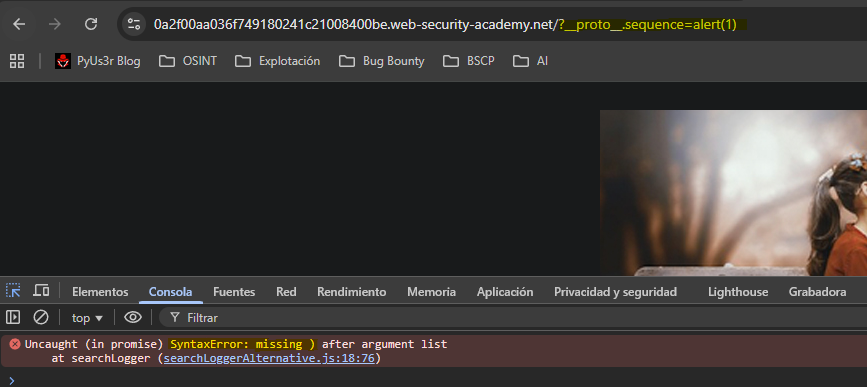 0a2f00aa036f749180241c21008400be.web-security-academy.net/?__proto__.sequence=alert(1)
PyUs3r Blog OSINT Explotación Bug Bounty BSCP AI
Elementos Consola Fuentes Red Rendimiento Memoria Aplicación Privacidad y seguridad Lighthouse Grabadora
top Filtrar
Uncaught (in promise) SyntaxError: missing ) after argument list
at searchLogger (searchLoggerAlternative.js:18:76)